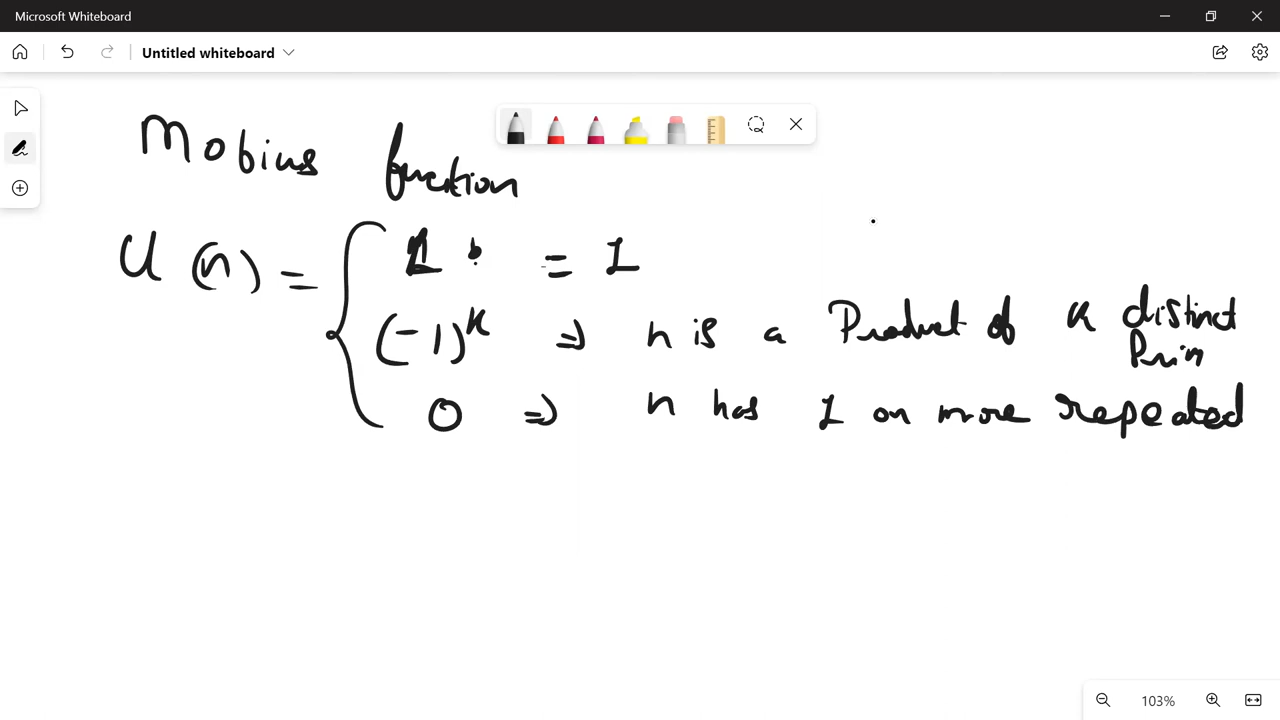 Microsoft Whiteboard
Untitled whiteboard
Mobius function
U (n) = { 1 = 1
(-1)^k ⇒ n is a Product of k distinct
Prim
0 ⇒ n has 1 or more repeated
103%